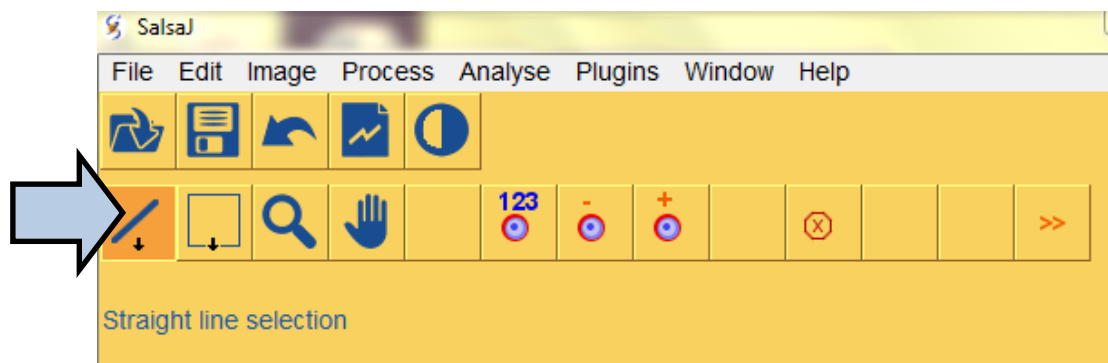 SalsaJ
File Edit Image Process Analyse Plugins Window Help
123 - + X >>
Straight line selection